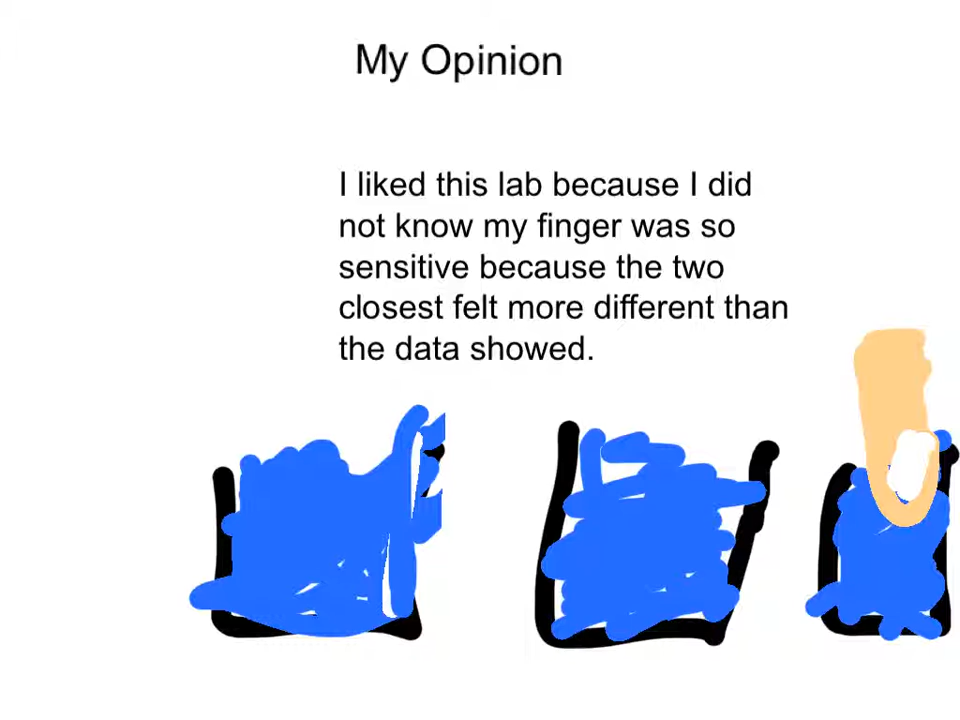 My Opinion
I liked this lab because I did
not know my finger was so
sensitive because the two
closest felt more different than
the data showed.